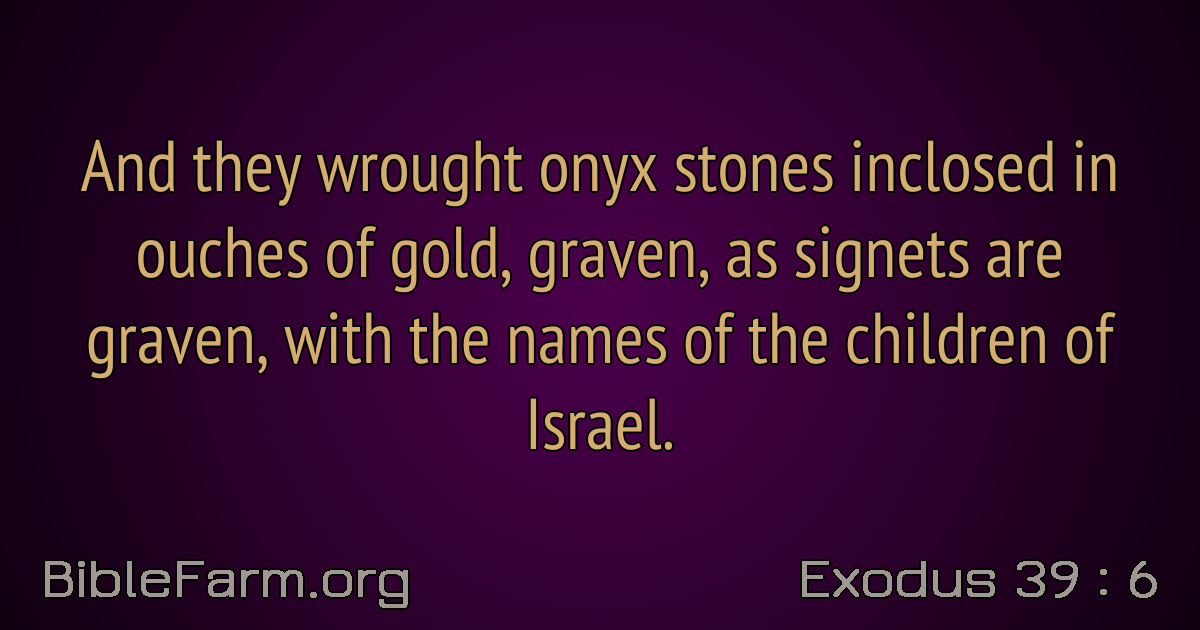 And they wrought onyx stones inclosed in
ouches of gold, graven, as signets are
graven, with the names of the children of
Israel.
BibleFarm.org
Exodus 39 : 6